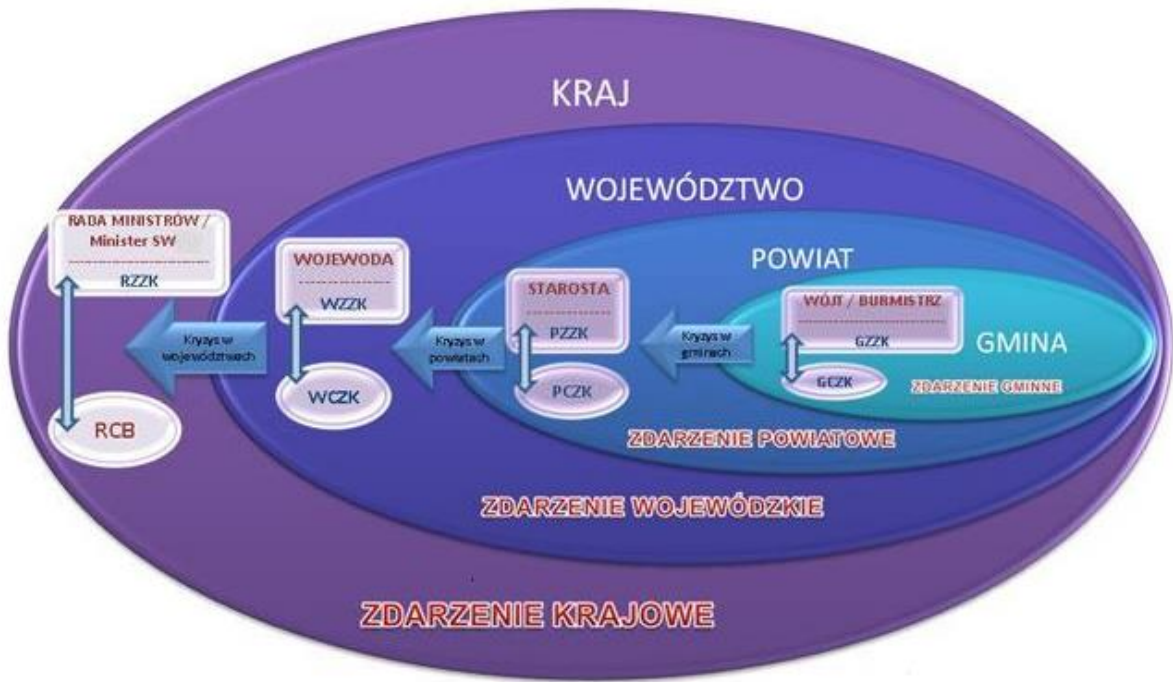 KRAJ
WOJEWÓDZTWO
POWIAT
GMINA
RADA MINISTRÓW /
Minister SW
RZZK
RCB
Kryzys w
województwach
WOJEWODA
WZZK
WCZK
Kryzys w
powiatach
STAROSTA
PZZK
PCZK
Kryzys w
gminach
WÓJT / BURMISTRZ
GZZK
GCZK
ZDARZENIE GMINNE
ZDARZENIE POWIATOWE
ZDARZENIE WOJEWÓDZKIE
ZDARZENIE KRAJOWE